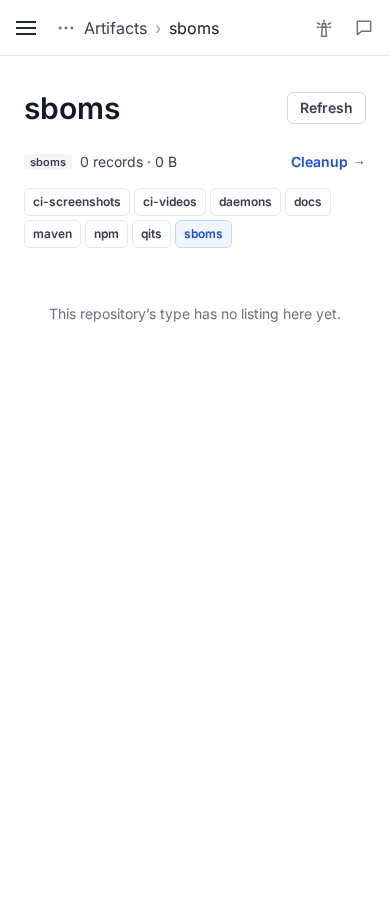 ··· Artifacts › sboms
sboms
Refresh
sboms 0 records · 0 B
Cleanup →
ci-screenshots ci-videos daemons docs
maven npm qits sboms
This repository’s type has no listing here yet.